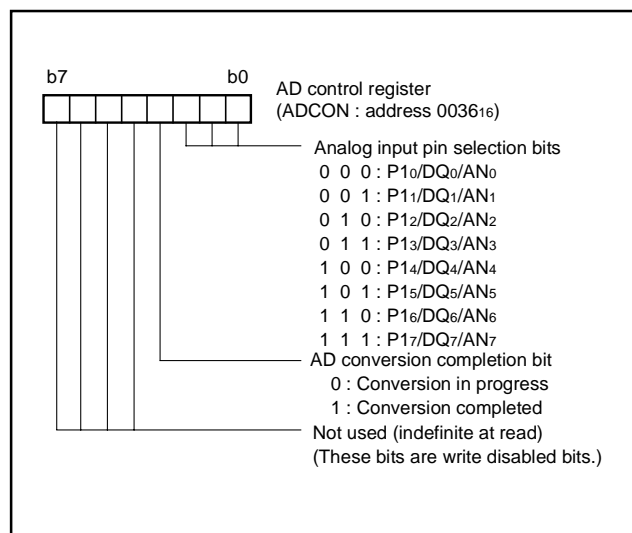 b7 b0
AD control register
(ADCON : address 0036₁₆)
Analog input pin selection bits
0 0 0 : P1₀/DQ₀/AN₀
0 0 1 : P1₁/DQ₁/AN₁
0 1 0 : P1₂/DQ₂/AN₂
0 1 1 : P1₃/DQ₃/AN₃
1 0 0 : P1₄/DQ₄/AN₄
1 0 1 : P1₅/DQ₅/AN₅
1 1 0 : P1₆/DQ₆/AN₆
1 1 1 : P1₇/DQ₇/AN₇
AD conversion completion bit
0 : Conversion in progress
1 : Conversion completed
Not used (indefinite at read)
(These bits are write disabled bits.)